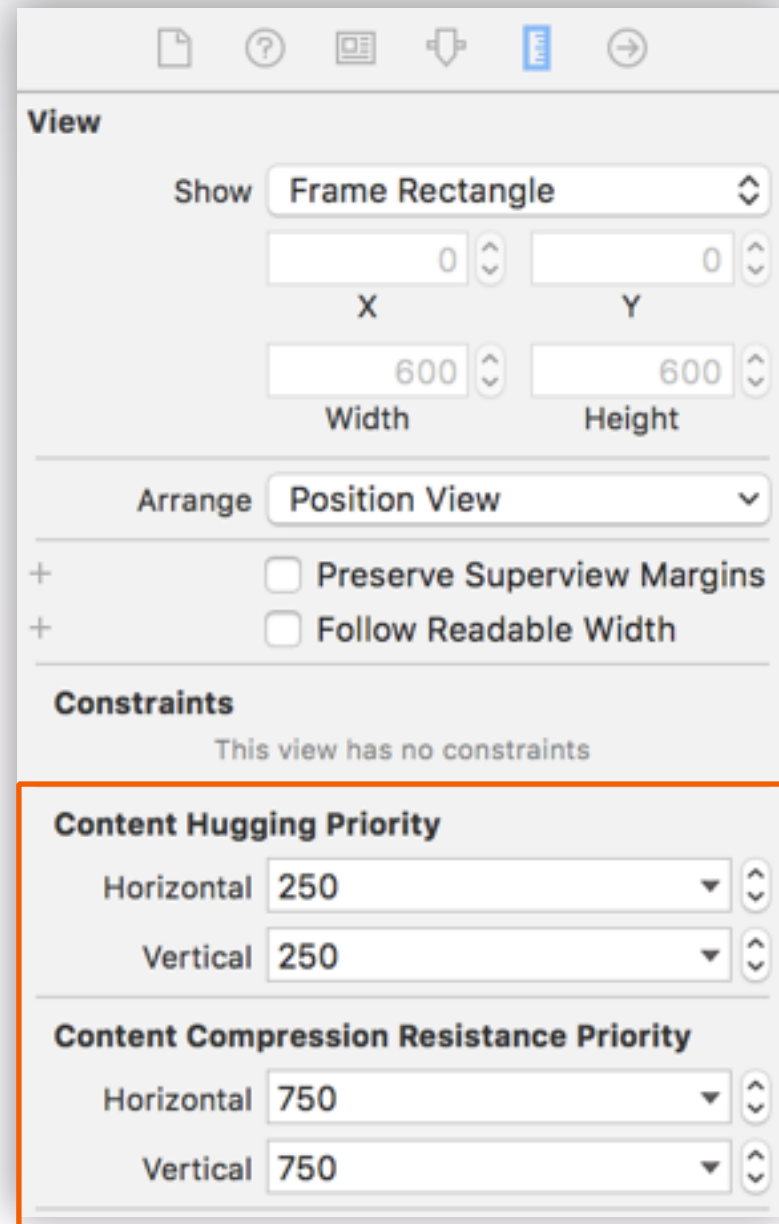 View
Show Frame Rectangle
0 0
X Y
600 600
Width Height
Arrange Position View
+ Preserve Superview Margins
+ Follow Readable Width
Constraints
This view has no constraints
Content Hugging Priority
Horizontal 250
Vertical 250
Content Compression Resistance Priority
Horizontal 750
Vertical 750